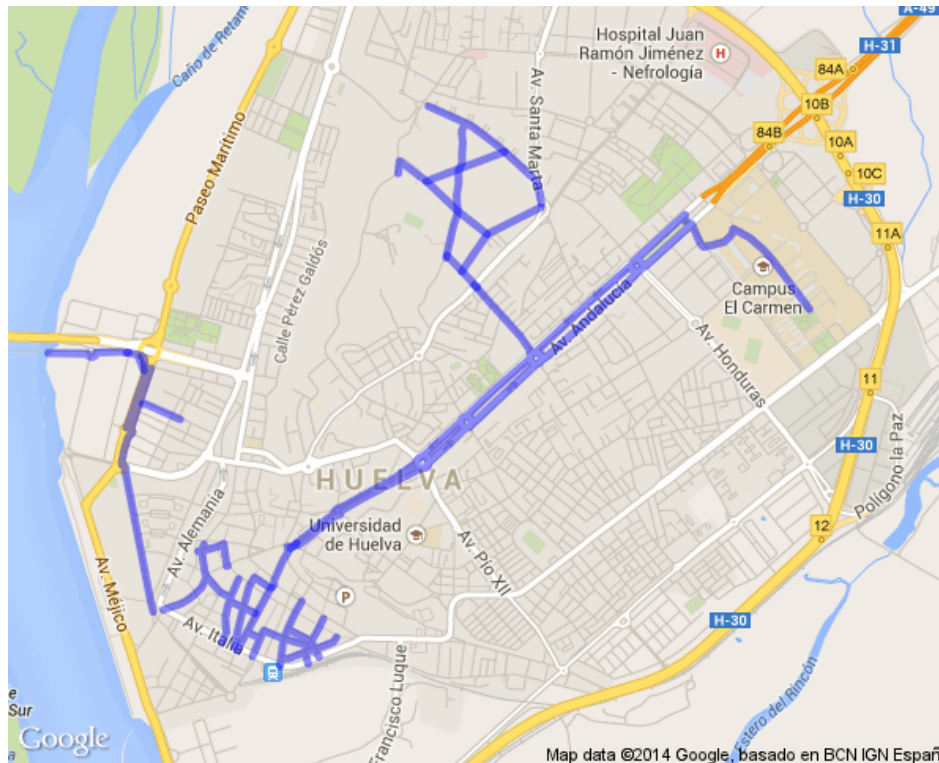 A-49
H-31
Hospital Juan
Ramón Jiménez
- Nefrología
H
84A
Caño de Retam
Av. Santa Marta
10B
84B
10A
10C
H-30
Paseo Marítimo
11A
Calle Pérez Galdós
Campus
El Carmen
Av. Andalucía
Av. Honduras
11
H-30
Polígono la Paz
HUELVA
Av. Alemania
12
Universidad
de Huelva
Av. Pío XII
Av. Méjico
P
H-30
Av. Italia
Francisco Luque
Estero del Rincón
e
Sur
a
Google
Map data ©2014 Google, basado en BCN IGN Españ